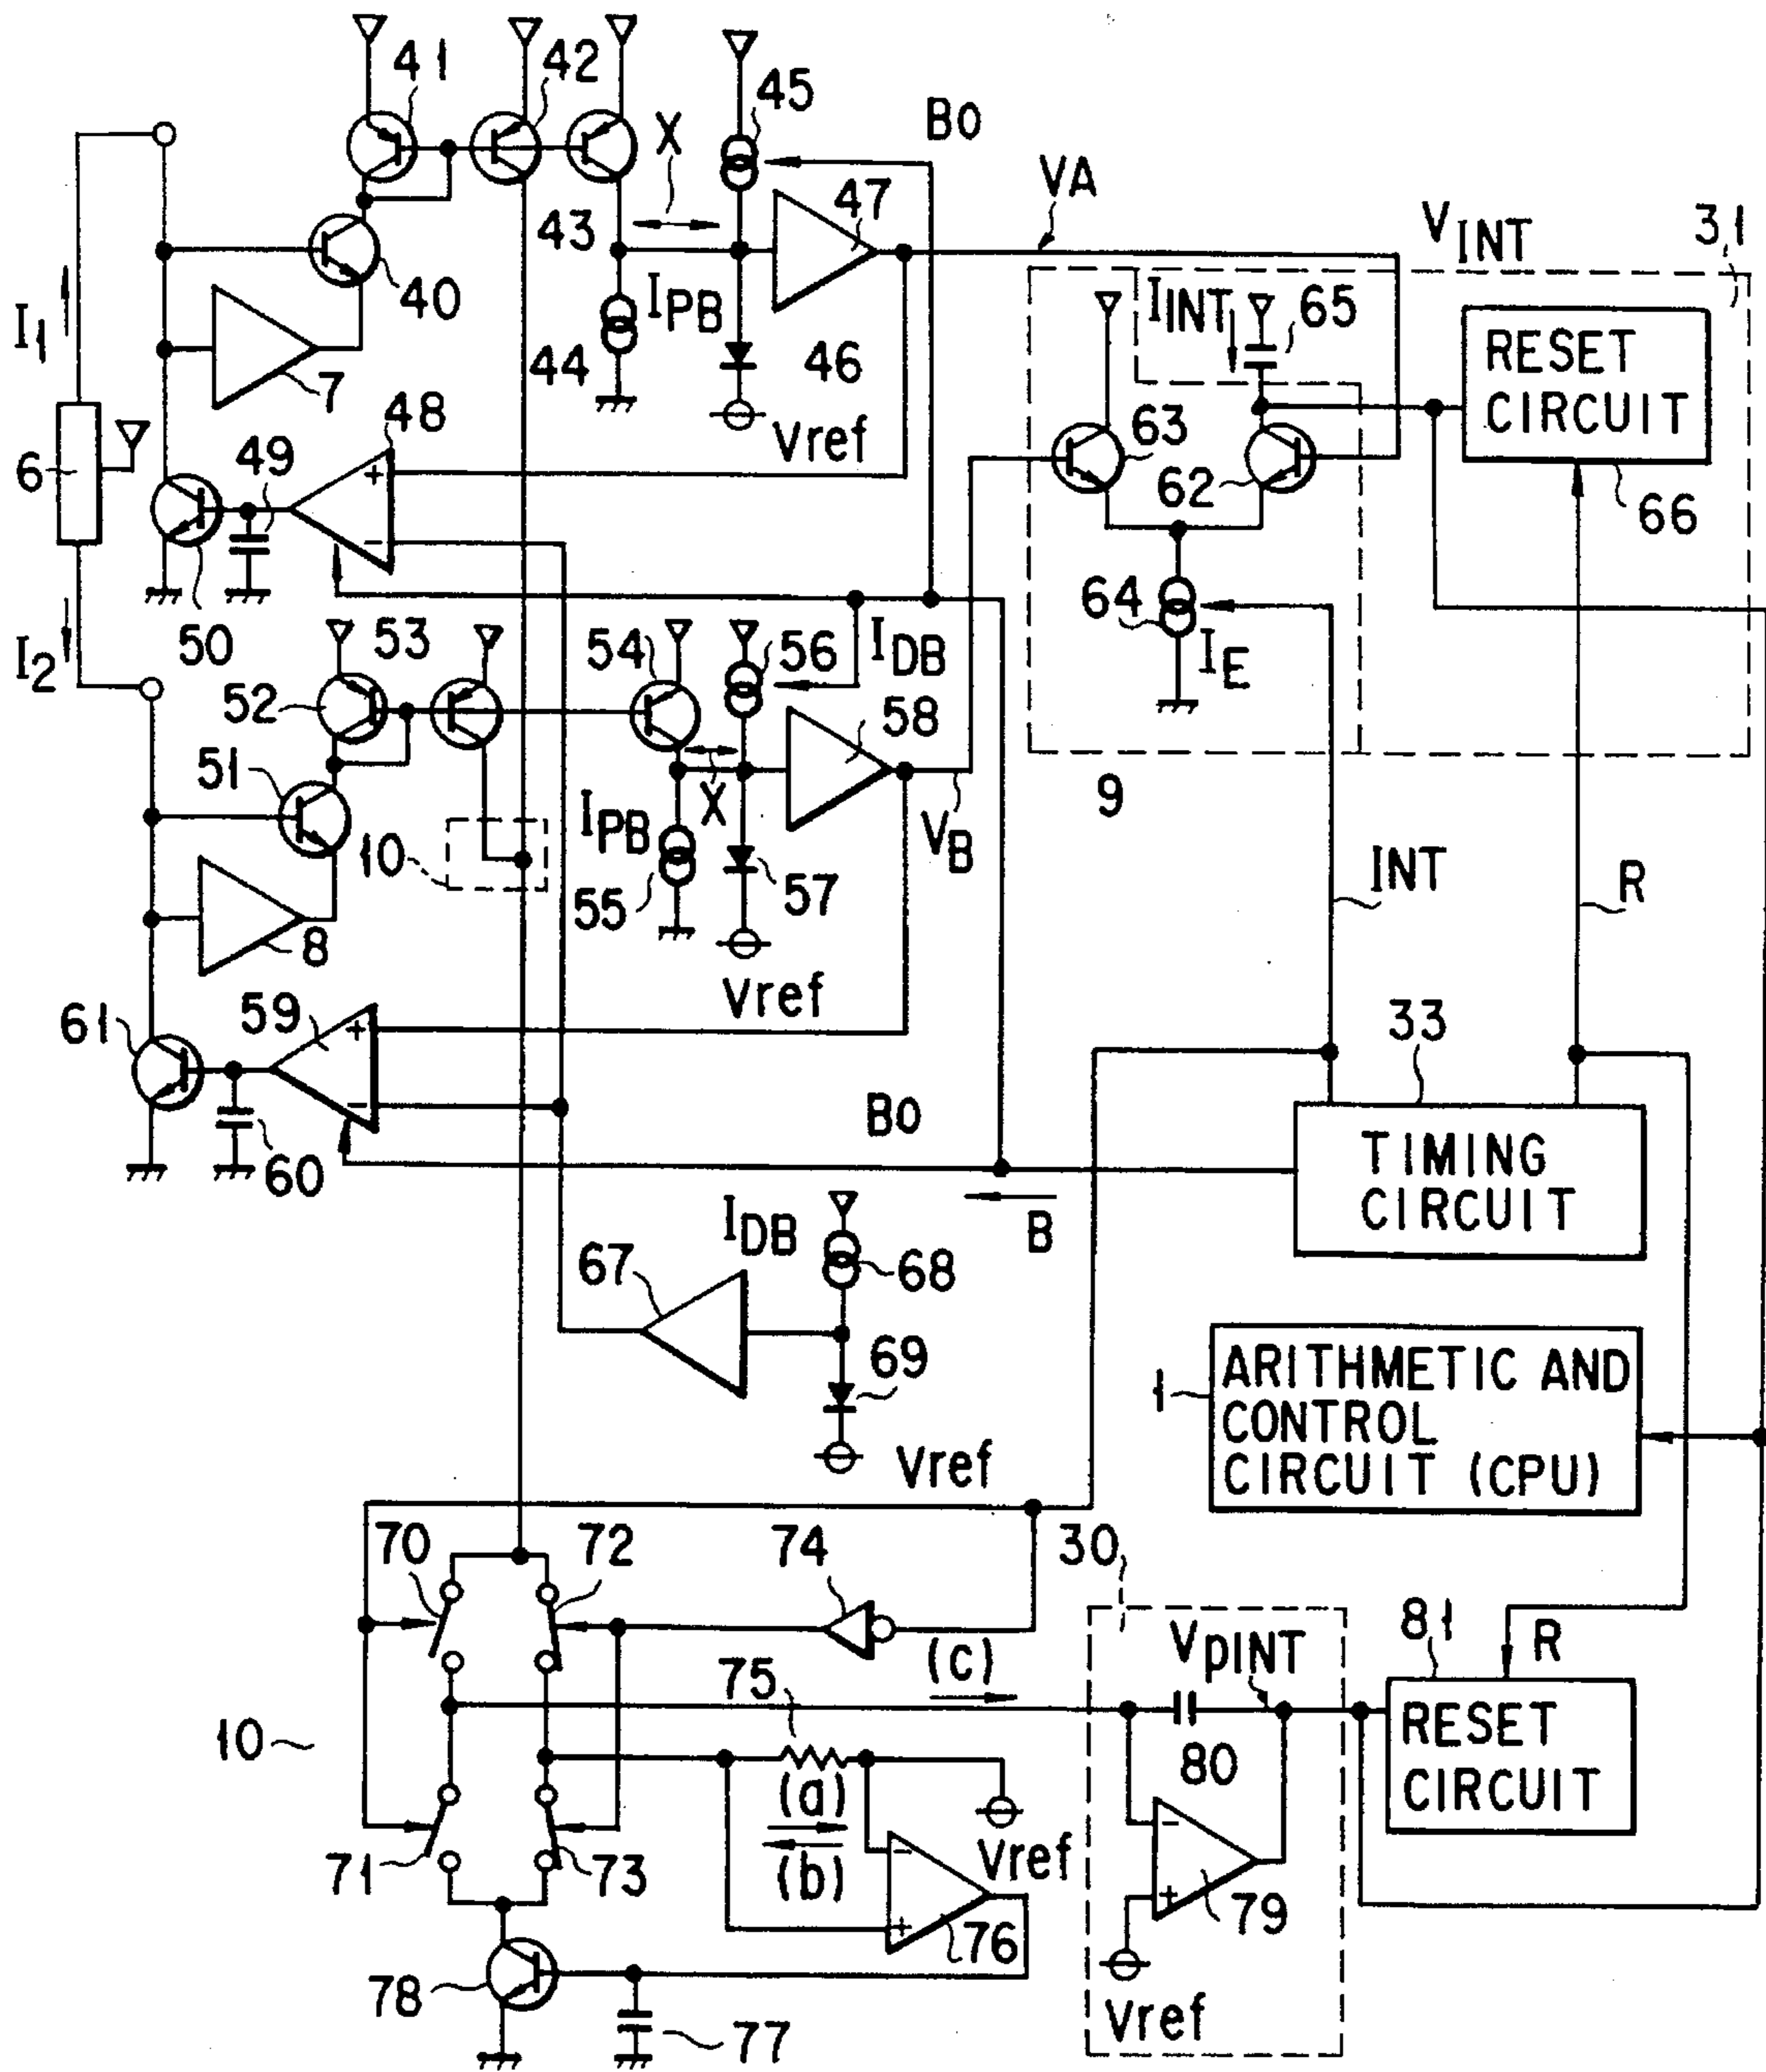 41
42
45
B0
X
VA
47
VINT
31
43
40
I1
IPB
46
IINT
65
RESET
CIRCUIT
7
44
Vref
48
63
62
66
6
49
+
-
64
IE
50
53
54
56
IDB
I2
52
58
51
9
10
IPB
X
VB
57
INT
R
55
8
Vref
61
59
+
33
-
B0
60
TIMING
CIRCUIT
B
IDB
67
68
69
1
ARITHMETIC AND
CONTROL
CIRCUIT (CPU)
Vref
70
72
74
30
81
R
(c)
VpINT
75
10
80
RESET
CIRCUIT
(a)
(b)
-
Vref
-
71
73
+
76
+
79
78
77
Vref